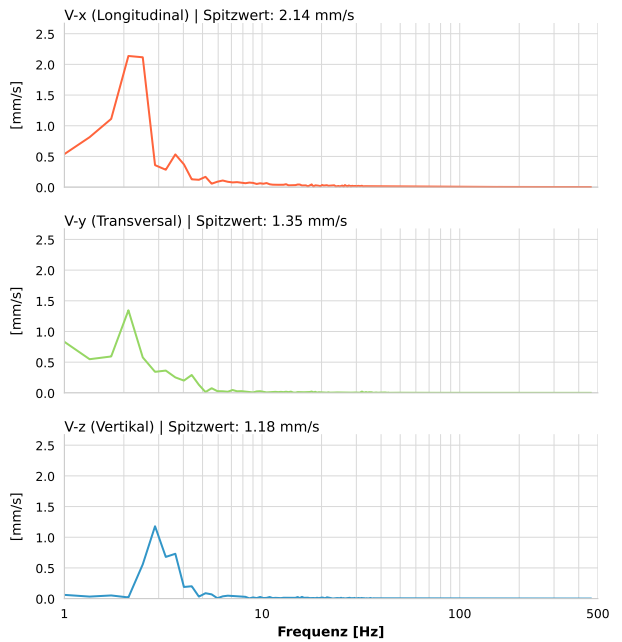 V-x (Longitudinal) | Spitzwert: 2.14 mm/s
2.5
2.0
1.5
1.0
0.5
0.0
[mm/s]
V-y (Transversal) | Spitzwert: 1.35 mm/s
2.5
2.0
1.5
1.0
0.5
0.0
[mm/s]
V-z (Vertikal) | Spitzwert: 1.18 mm/s
2.5
2.0
1.5
1.0
0.5
0.0
[mm/s]
1 10 100 500
Frequenz [Hz]